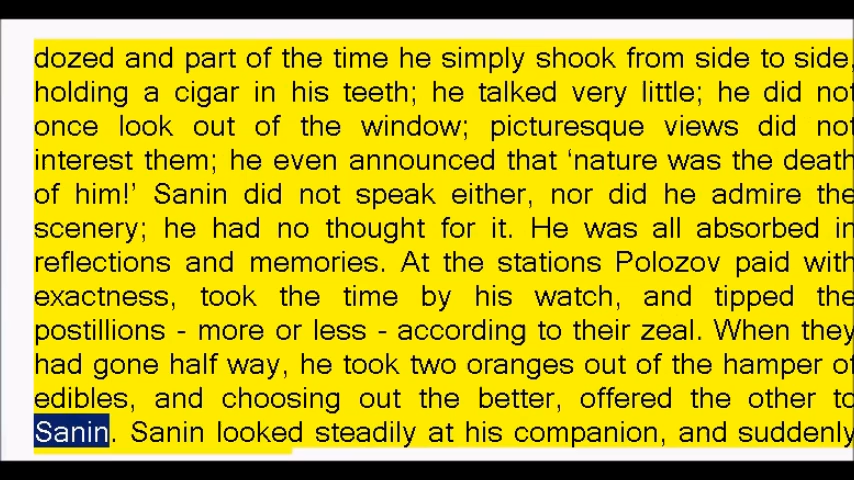 dozed and part of the time he simply shook from side to side,
holding a cigar in his teeth; he talked very little; he did not
once look out of the window; picturesque views did not
interest them; he even announced that ‘nature was the death
of him!’ Sanin did not speak either, nor did he admire the
scenery; he had no thought for it. He was all absorbed in
reflections and memories. At the stations Polozov paid with
exactness, took the time by his watch, and tipped the
postillions - more or less - according to their zeal. When they
had gone half way, he took two oranges out of the hamper of
edibles, and choosing out the better, offered the other to
Sanin. Sanin looked steadily at his companion, and suddenly